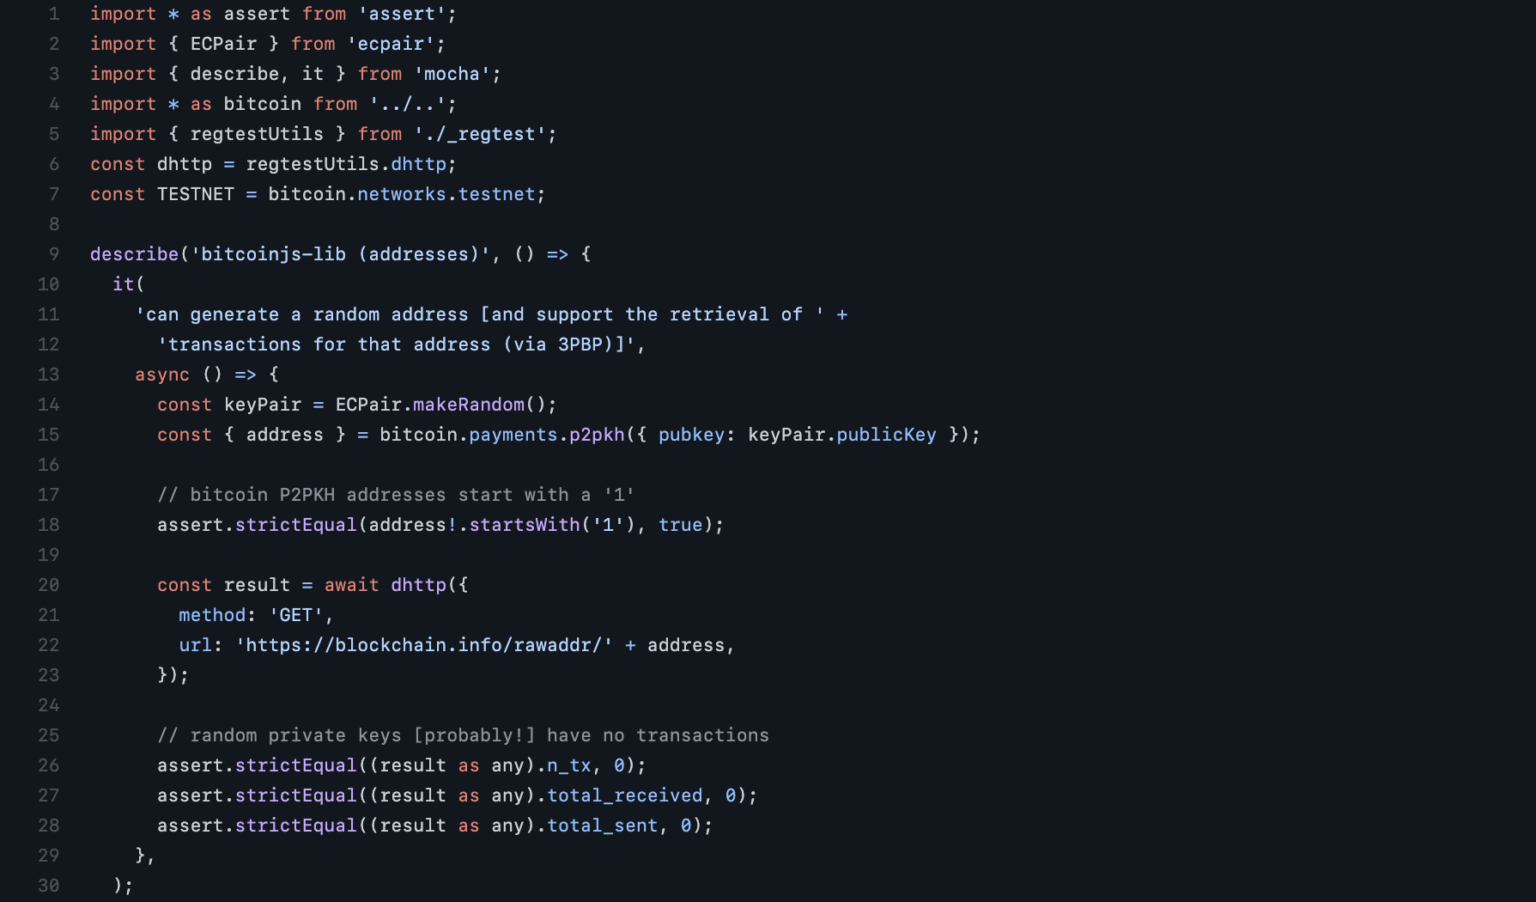 1 import * as assert from 'assert';
2 import { ECPair } from 'ecpair';
3 import { describe, it } from 'mocha';
4 import * as bitcoin from '../..';
5 import { regtestUtils } from './_regtest';
6 const dhttp = regtestUtils.dhttp;
7 const TESTNET = bitcoin.networks.testnet;
8
9 describe('bitcoinjs-lib (addresses)', () => {
10   it(
11     'can generate a random address [and support the retrieval of ' +
12       'transactions for that address (via 3PBP)]',
13     async () => {
14       const keyPair = ECPair.makeRandom();
15       const { address } = bitcoin.payments.p2pkh({ pubkey: keyPair.publicKey });
16
17       // bitcoin P2PKH addresses start with a '1'
18       assert.strictEqual(address!.startsWith('1'), true);
19
20       const result = await dhttp({
21         method: 'GET',
22         url: 'https://blockchain.info/rawaddr/' + address,
23       });
24
25       // random private keys [probably!] have no transactions
26       assert.strictEqual((result as any).n_tx, 0);
27       assert.strictEqual((result as any).total_received, 0);
28       assert.strictEqual((result as any).total_sent, 0);
29     },
30   );